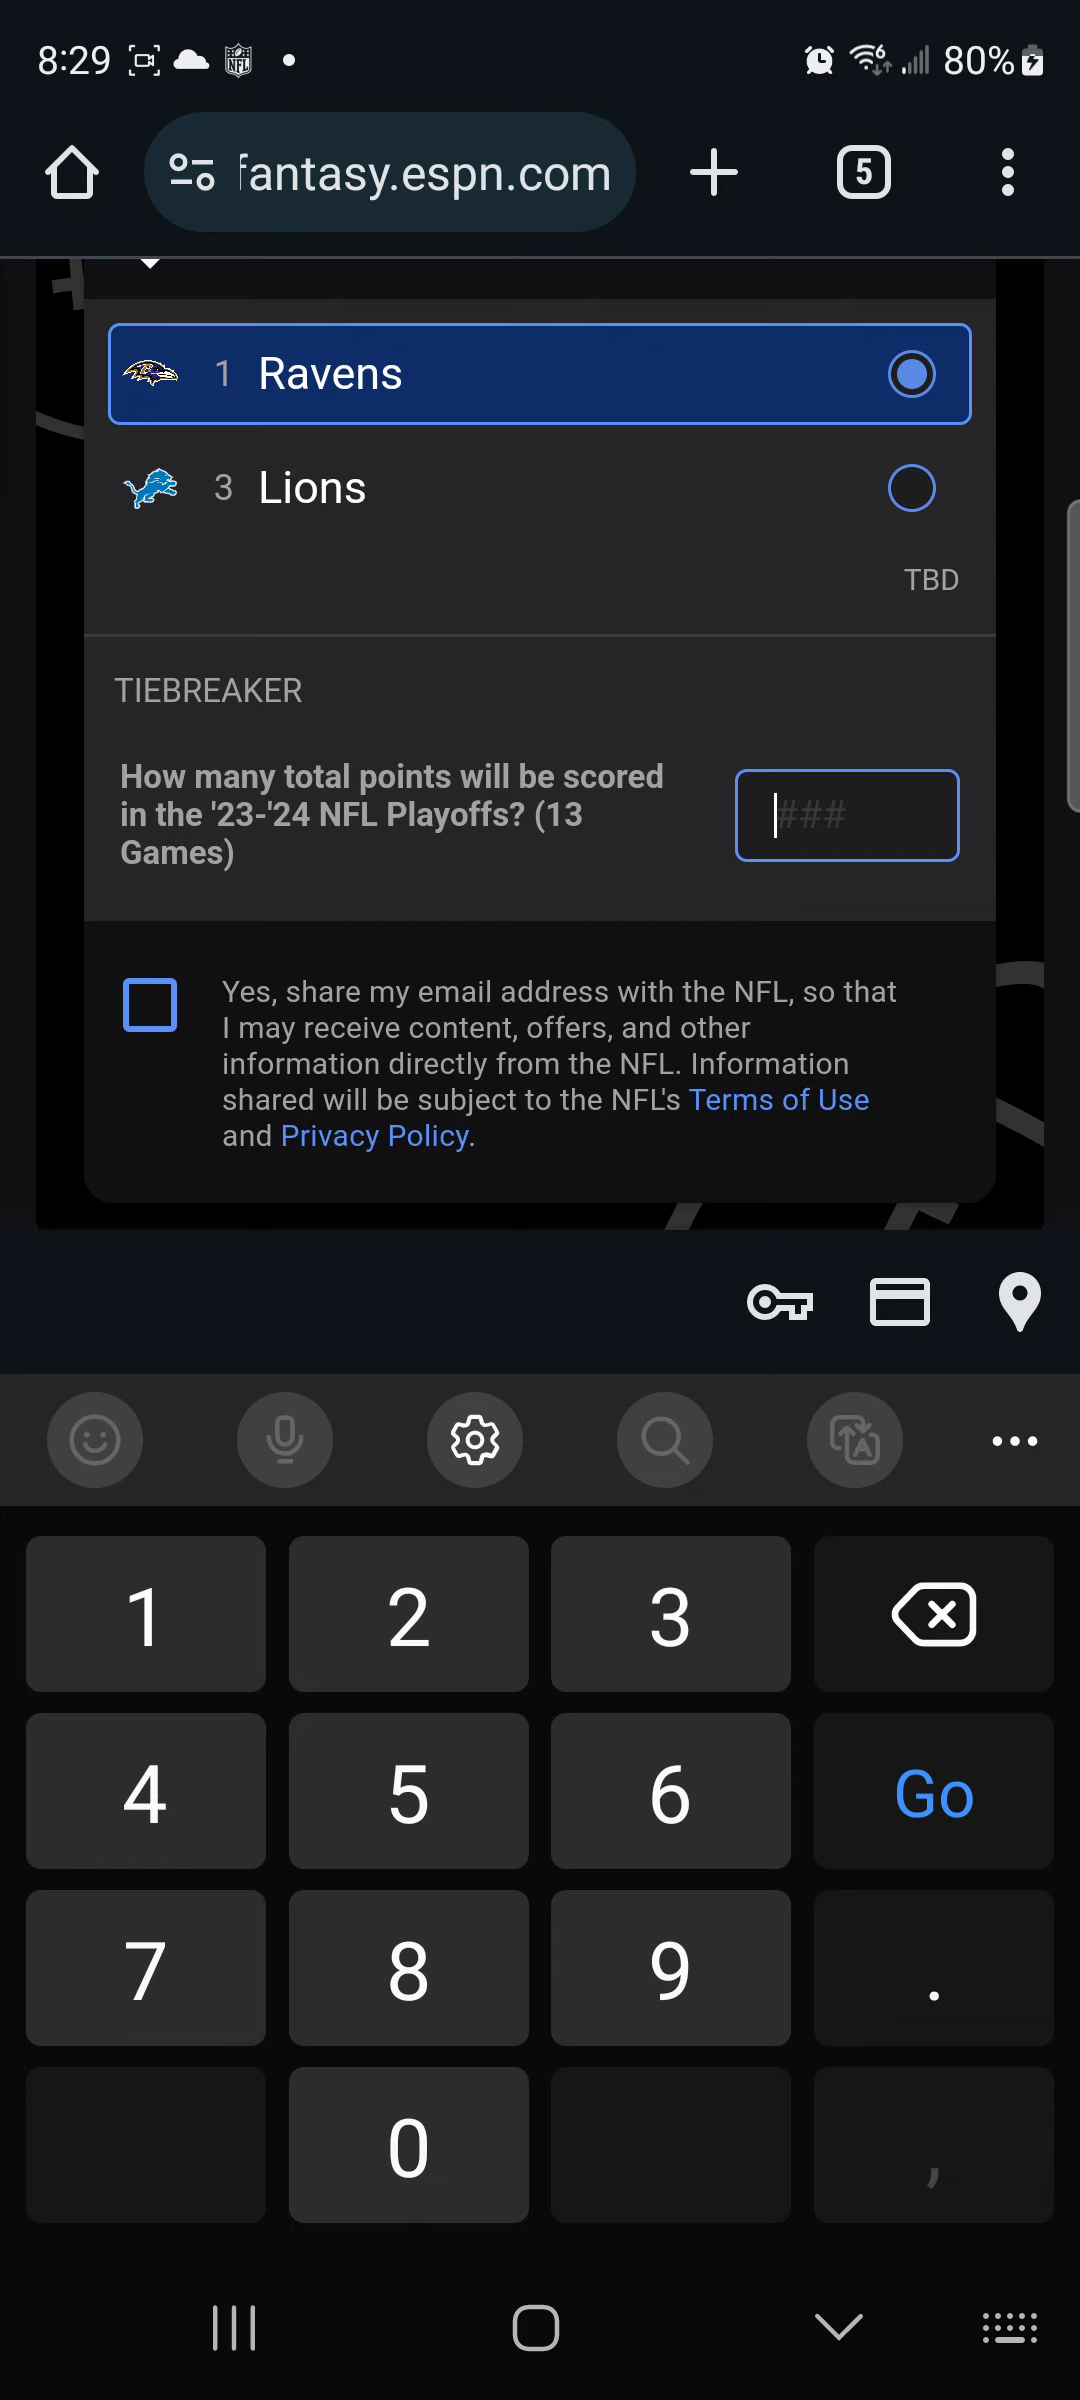 8:29
80%
fantasy.espn.com
5
1 Ravens
3 Lions
TBD
TIEBREAKER
How many total points will be scored
in the '23-'24 NFL Playoffs? (13
Games)
###
Yes, share my email address with the NFL, so that
I may receive content, offers, and other
information directly from the NFL. Information
shared will be subject to the NFL's Terms of Use
and Privacy Policy.
1 2 3
4 5 6 Go
7 8 9 .
0 ,